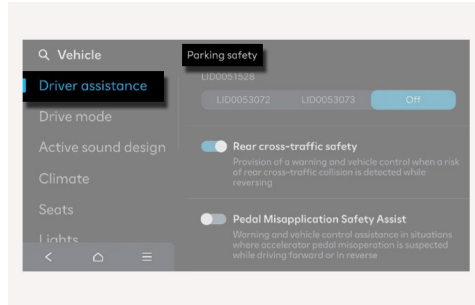 Vehicle
Parking safety
LID0051528
Driver assistance
LID0053072 LID0053073 Off
Drive mode
Active sound design
Rear cross-traffic safety
Provision of a warning and vehicle control when a risk
of rear cross-traffic collision is detected while
reversing
Climate
Seats
Pedal Misapplication Safety Assist
Warning and vehicle control assistance in situations
where accelerator pedal misoperation is suspected
while driving forward or in reverse
Lights